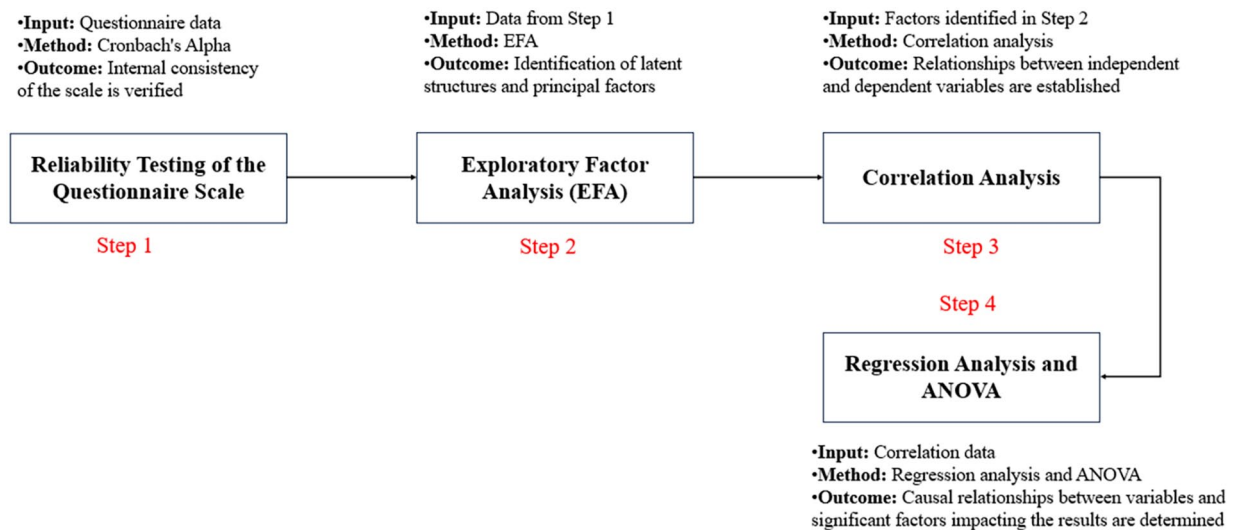 •Input: Questionnaire data
•Method: Cronbach's Alpha
•Outcome: Internal consistency
of the scale is verified
Reliability Testing of the
Questionnaire Scale
Step 1
•Input: Data from Step 1
•Method: EFA
•Outcome: Identification of latent
structures and principal factors
Exploratory Factor
Analysis (EFA)
Step 2
•Input: Factors identified in Step 2
•Method: Correlation analysis
•Outcome: Relationships between independent
and dependent variables are established
Correlation Analysis
Step 3
Step 4
Regression Analysis and
ANOVA
•Input: Correlation data
•Method: Regression analysis and ANOVA
•Outcome: Causal relationships between variables and
significant factors impacting the results are determined